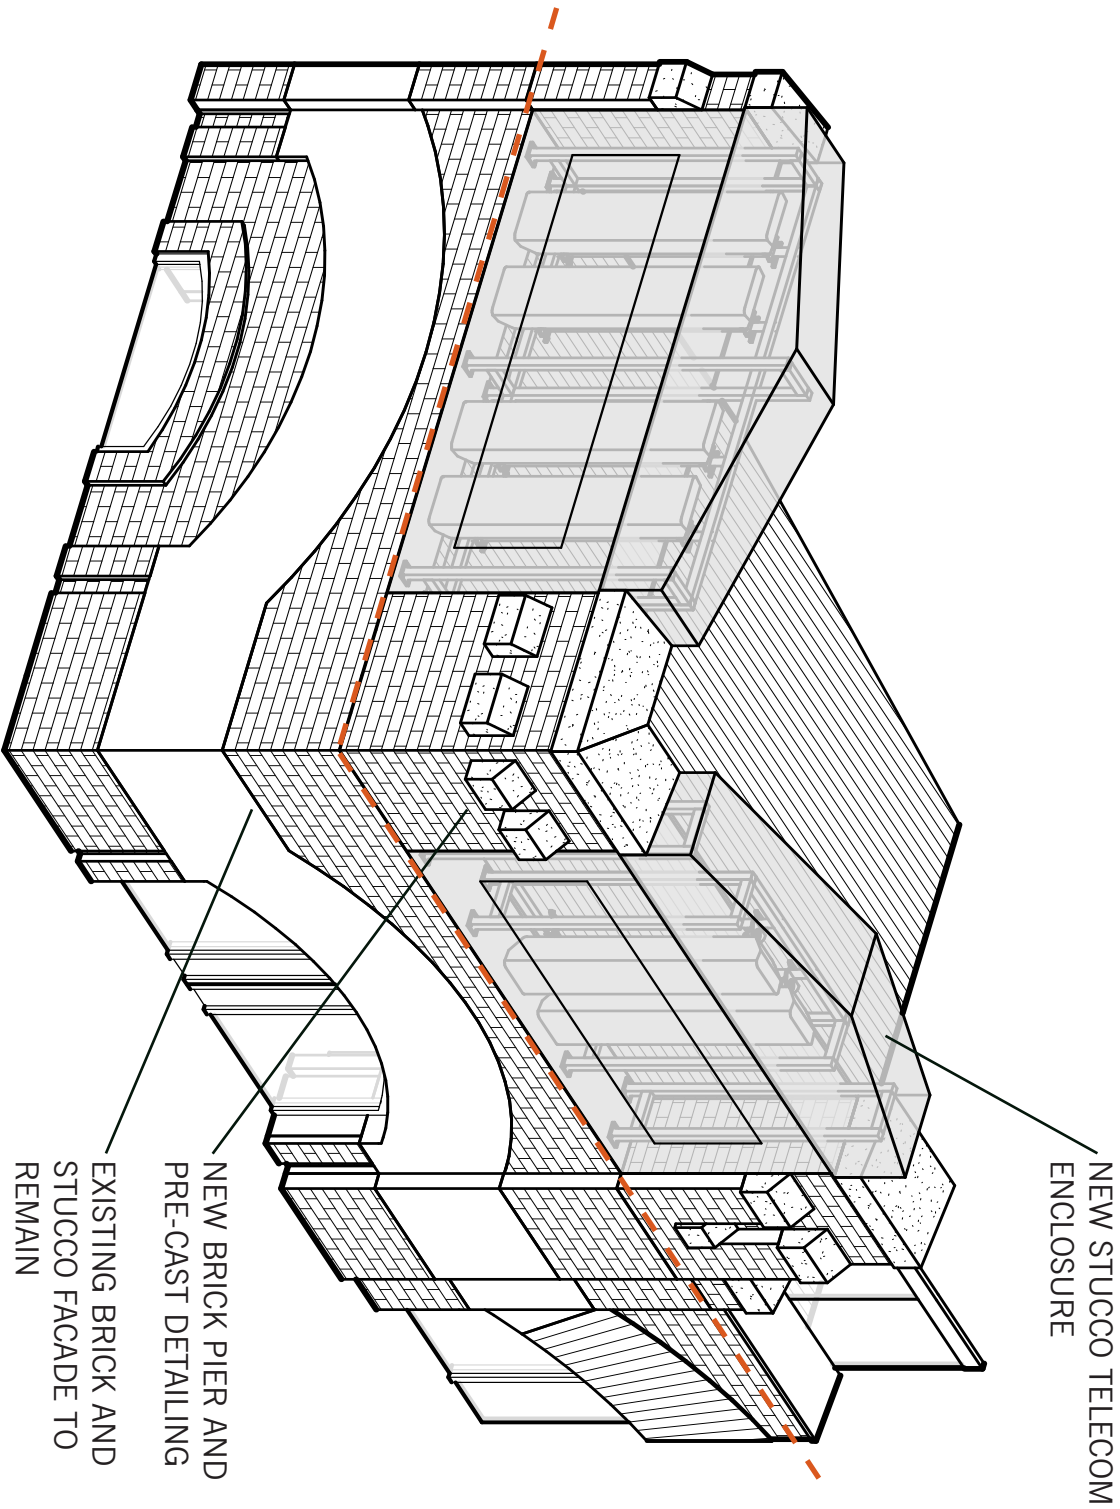 NEW STUCCO TELECOM
ENCLOSURE
NEW BRICK PIER AND
PRE-CAST DETAILING
EXISTING BRICK AND
STUCCO FACADE TO
REMAIN